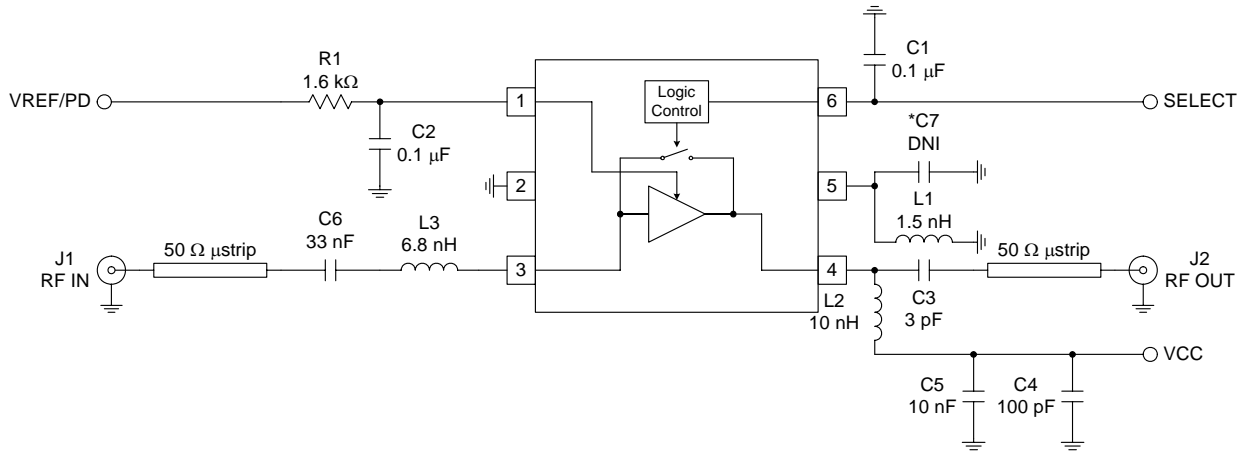 VREF/PD
R1
1.6 kΩ
C2
0.1 μF
1
2
3
Logic
Control
6
5
4
C1
0.1 μF
SELECT
*C7
DNI
L1
1.5 nH
J1
RF IN
50 Ω μstrip
C6
33 nF
L3
6.8 nH
L2
10 nH
C3
3 pF
50 Ω μstrip
J2
RF OUT
VCC
C5
10 nF
C4
100 pF